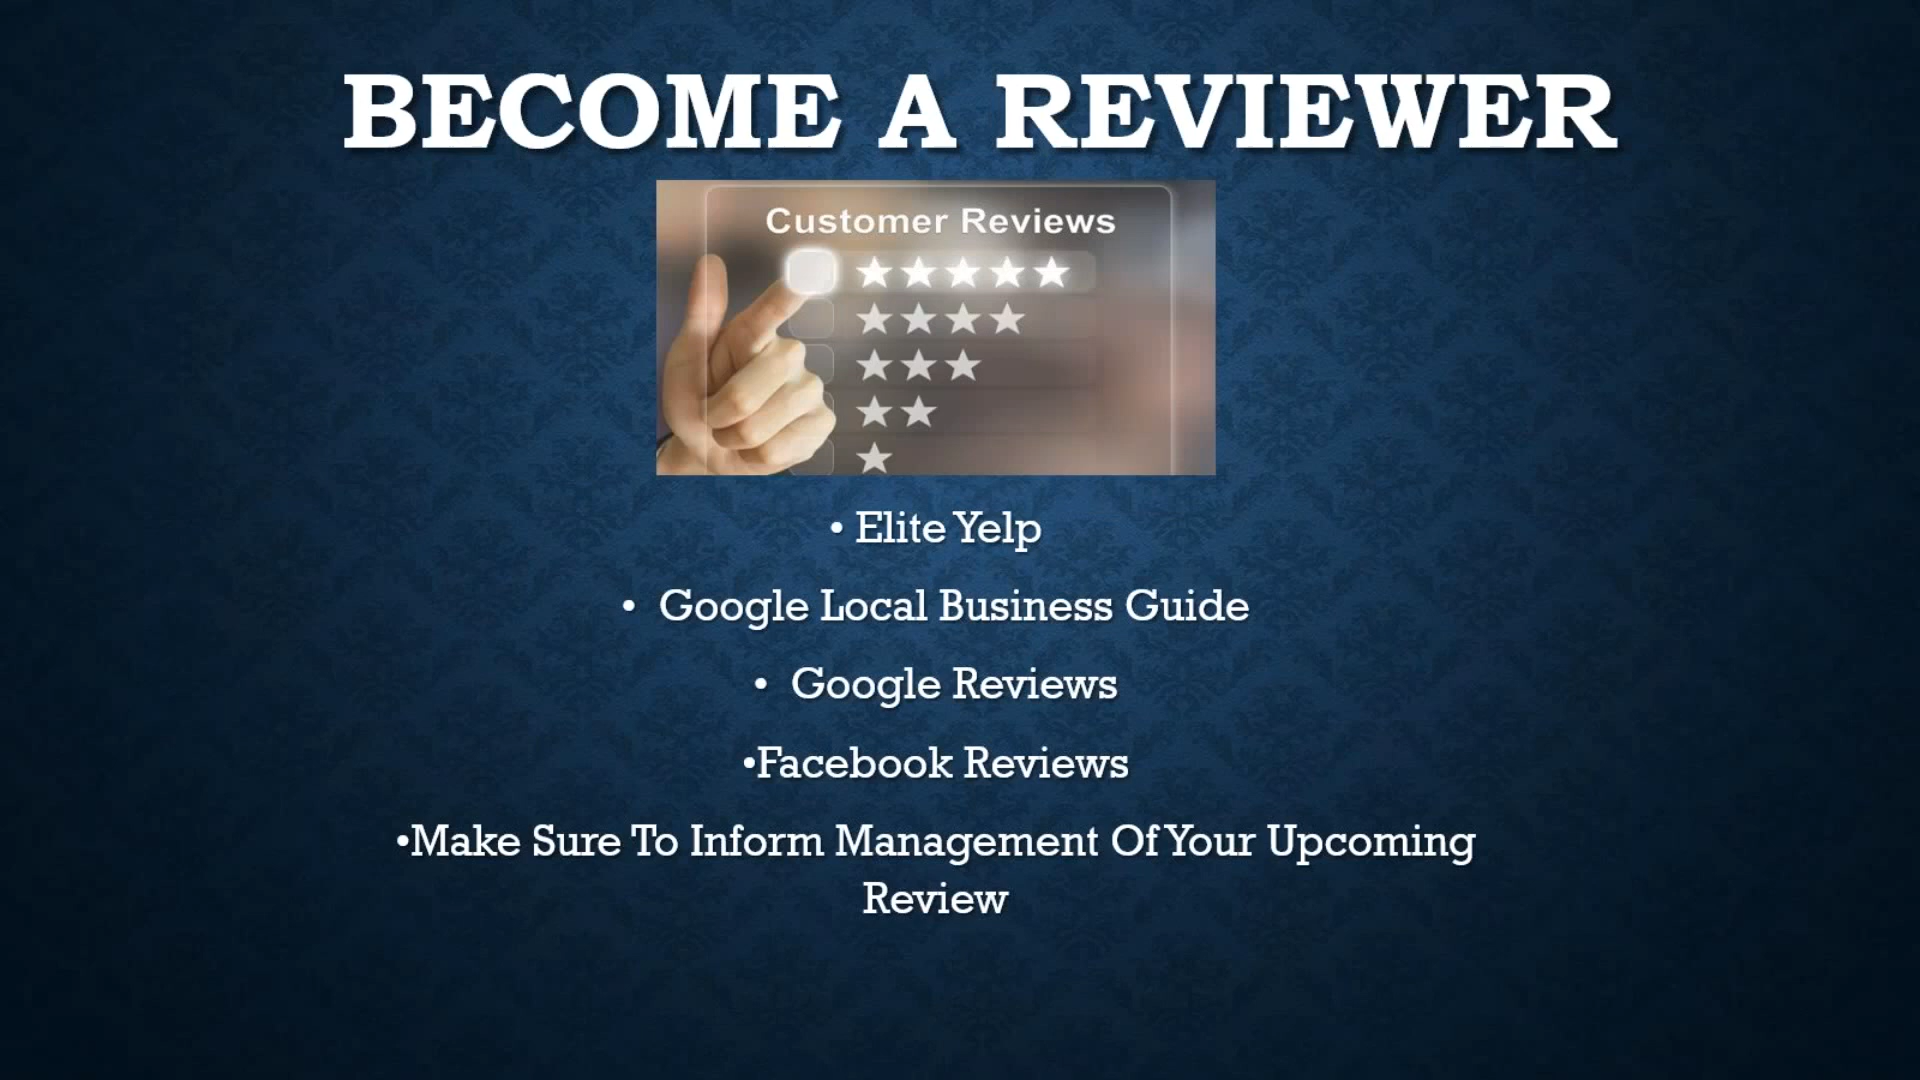 BECOME A REVIEWER
Customer Reviews
• Elite Yelp
• Google Local Business Guide
• Google Reviews
•Facebook Reviews
•Make Sure To Inform Management Of Your Upcoming
Review